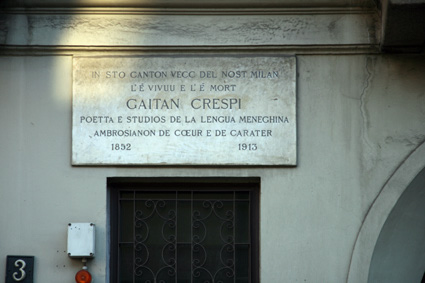 IN STO CANTON VECC DEL NOST MILAN
L'È VIVUU E L'È MORT
GAITAN CRESPI
POETTA E STUDIOS DE LA LENGUA MENEGHINA
AMBROSIANON DE CŒUR E DE CARATER
1852 1913
3